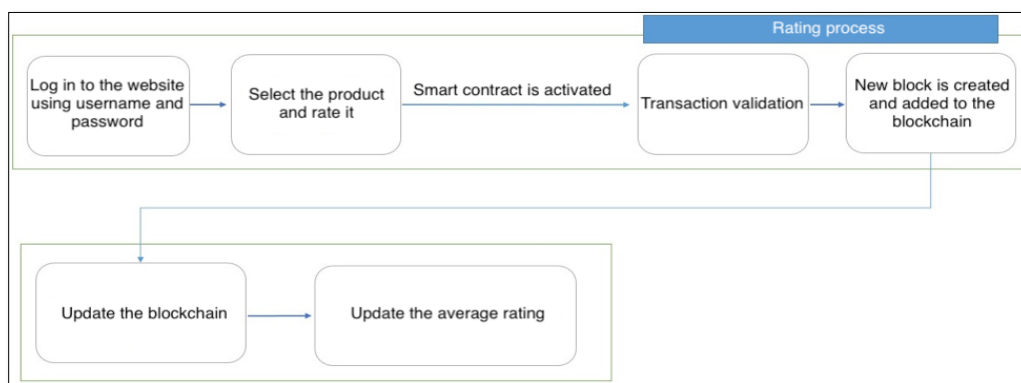 Rating process
Log in to the website
using username and
password
Select the product
and rate it
Smart contract is activated
Transaction validation
New block is created
and added to the
blockchain
Update the blockchain
Update the average rating